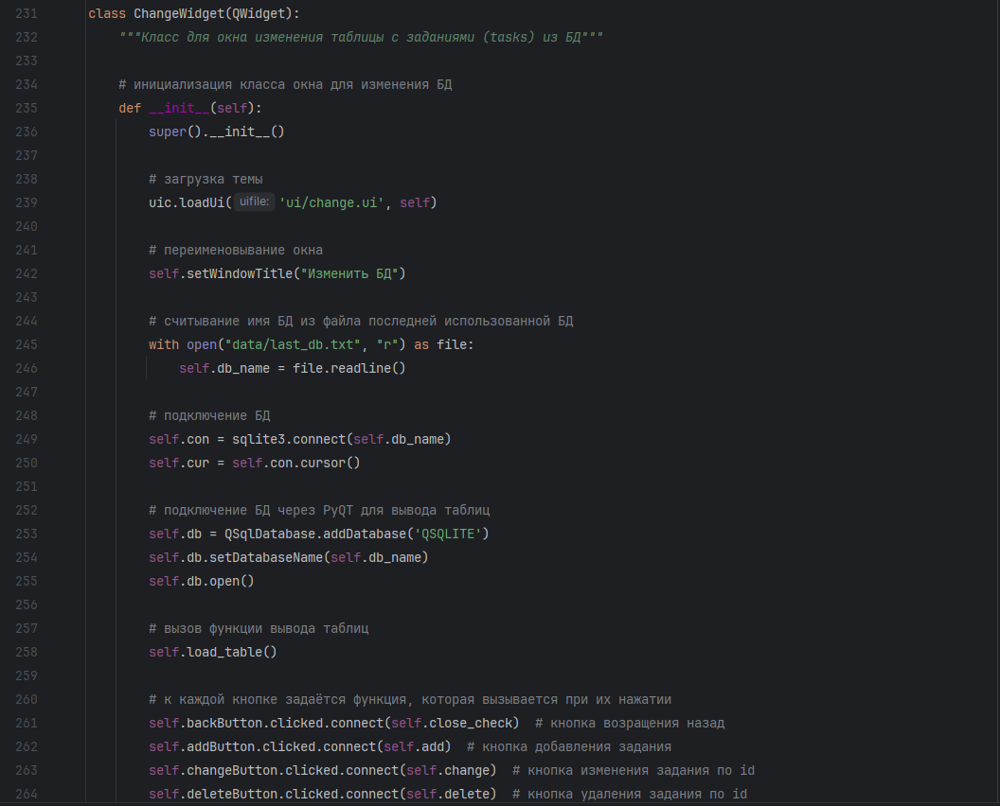 231 class ChangeWidget(QWidget):
232 """Класс для окна изменения таблицы с заданиями (tasks) из БД"""
233
234 # инициализация класса окна для изменения БД
235 def __init__(self):
236 super().__init__()
237
238 # загрузка темы
239 uic.loadUi( uifile: 'ui/change.ui', self)
240
241 # переименовывание окна
242 self.setWindowTitle("Изменить БД")
243
244 # считывание имя БД из файла последней использованной БД
245 with open("data/last_db.txt", "r") as file:
246 self.db_name = file.readline()
247
248 # подключение БД
249 self.con = sqlite3.connect(self.db_name)
250 self.cur = self.con.cursor()
251
252 # подключение БД через PyQT для вывода таблиц
253 self.db = QSqlDatabase.addDatabase('QSQLITE')
254 self.db.setDatabaseName(self.db_name)
255 self.db.open()
256
257 # вызов функции вывода таблиц
258 self.load_table()
259
260 # к каждой кнопке задаётся функция, которая вызывается при их нажатии
261 self.backButton.clicked.connect(self.close_check) # кнопка возращения назад
262 self.addButton.clicked.connect(self.add) # кнопка добавления задания
263 self.changeButton.clicked.connect(self.change) # кнопка изменения задания по id
264 self.deleteButton.clicked.connect(self.delete) # кнопка удаления задания по id